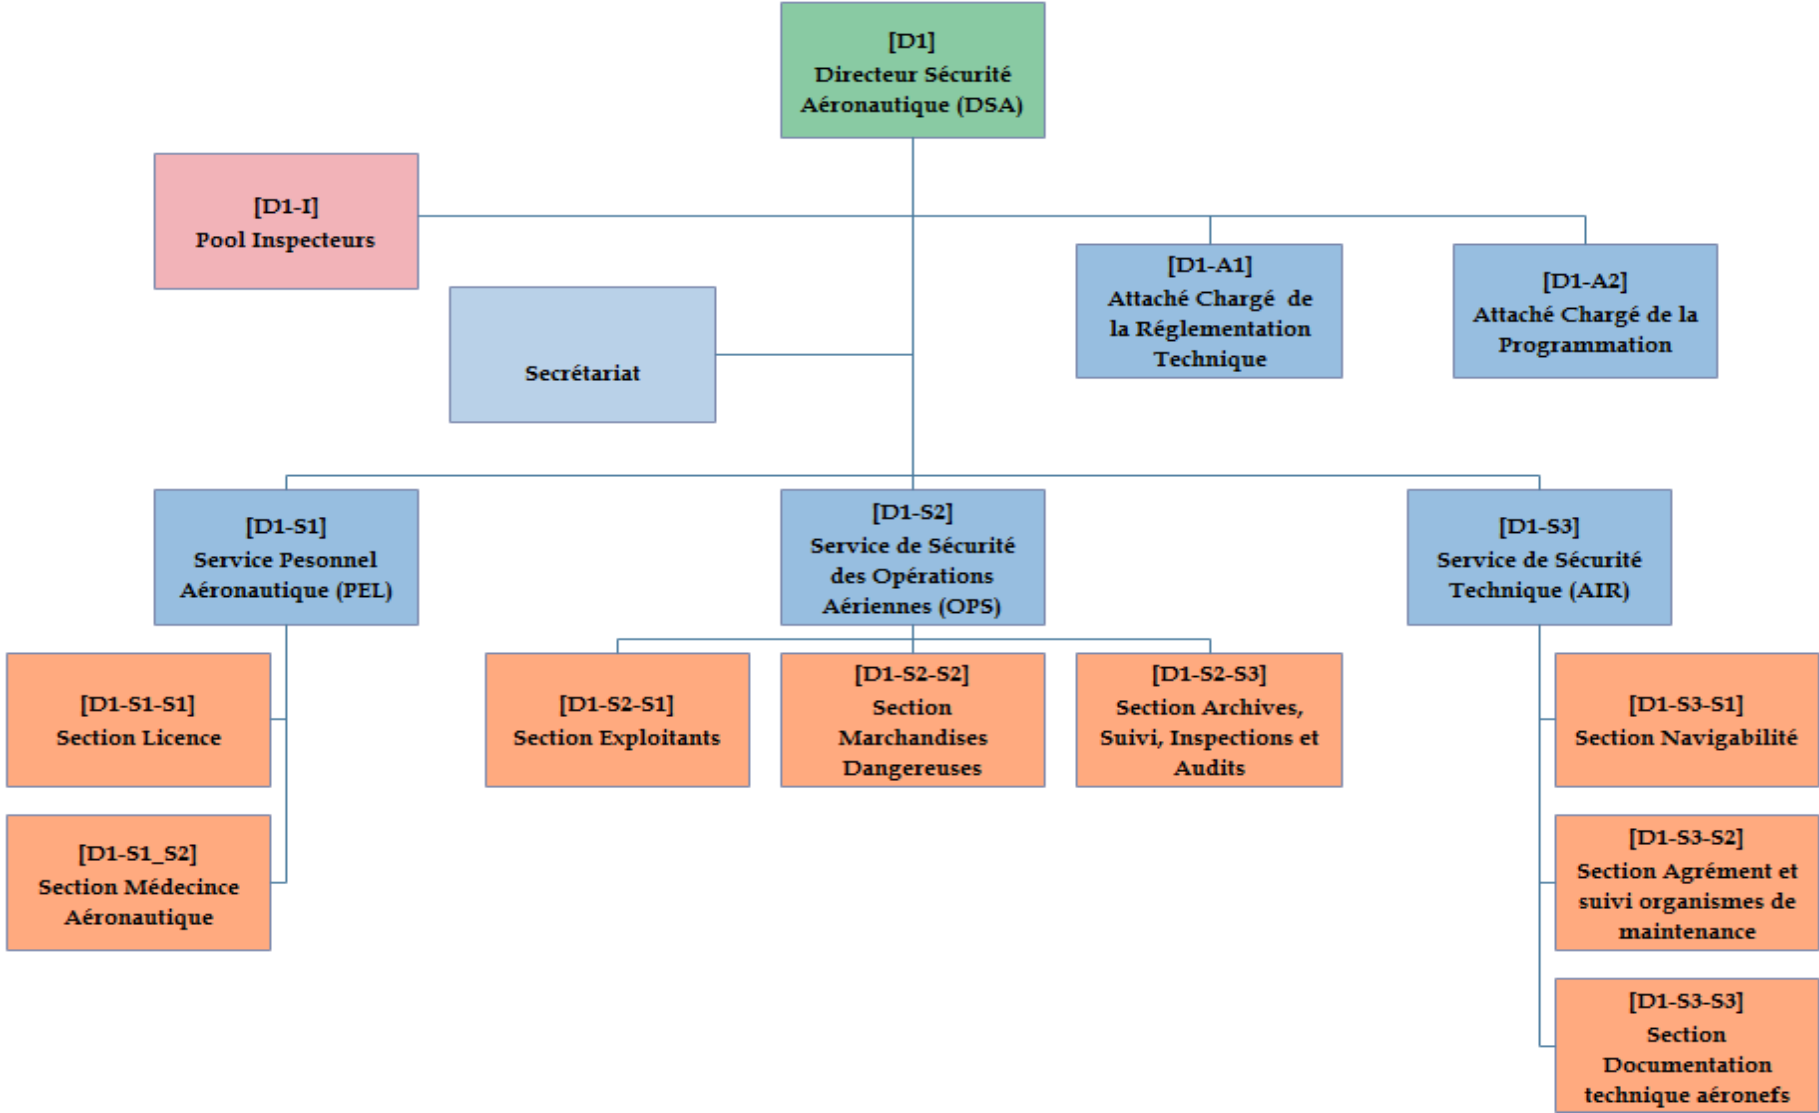 [D1]
Directeur Sécurité
Aéronautique (DSA)
[D1-I]
Pool Inspecteurs
[D1-A1]
Attaché Chargé de
la Réglementation
Technique
[D1-A2]
Attaché Chargé de la
Programmation
Secrétariat
[D1-S1]
Service Pesonnel
Aéronautique (PEL)
[D1-S2]
Service de Sécurité
des Opérations
Aériennes (OPS)
[D1-S3]
Service de Sécurité
Technique (AIR)
[D1-S1-S1]
Section Licence
[D1-S1_S2]
Section Médecince
Aéronautique
[D1-S2-S1]
Section Exploitants
[D1-S2-S2]
Section
Marchandises
Dangereuses
[D1-S2-S3]
Section Archives,
Suivi, Inspections et
Audits
[D1-S3-S1]
Section Navigabilité
[D1-S3-S2]
Section Agrément et
suivi organismes de
maintenance
[D1-S3-S3]
Section
Documentation
technique aéronefs